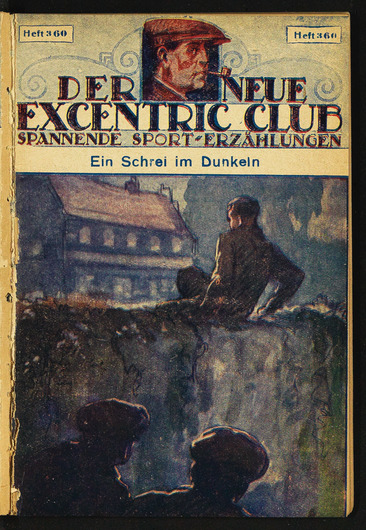 Heft 360
Heft 360
DER NEUE
EXCENTRIC CLUB
SPANNENDE SPORT-ERZÄHLUNGEN
Ein Schrei im Dunkeln